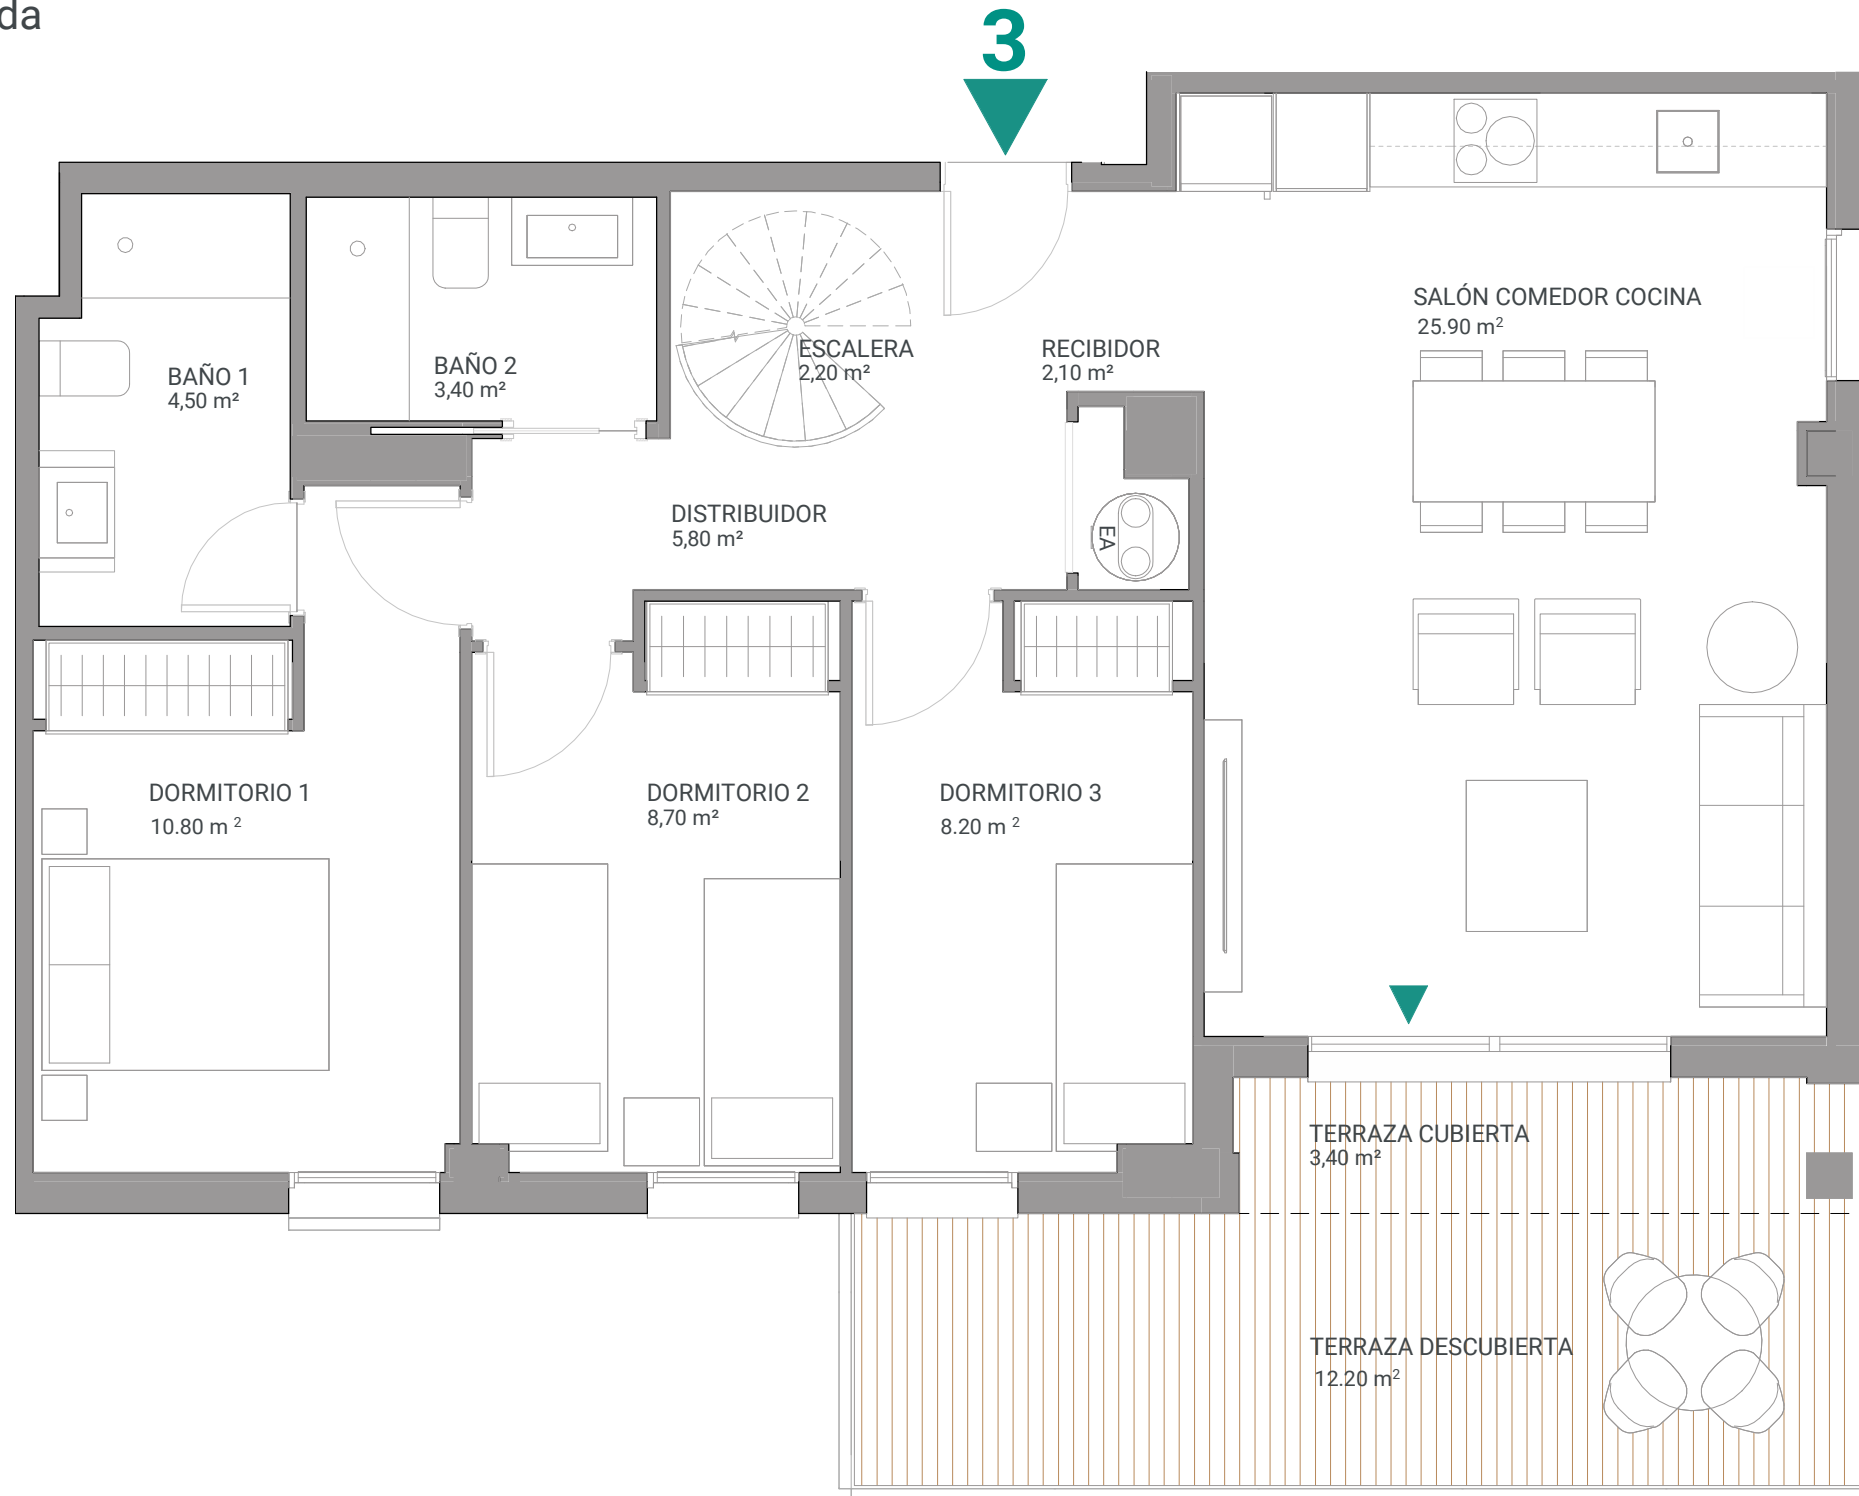 da
3
SALÓN COMEDOR COCINA
25.90 m²
ESCALERA
2,20 m²
RECIBIDOR
2,10 m²
BAÑO 1
4,50 m²
BAÑO 2
3,40 m²
DISTRIBUIDOR
5,80 m²
EA
DORMITORIO 1
10.80 m ²
DORMITORIO 2
8,70 m²
DORMITORIO 3
8.20 m ²
TERRAZA CUBIERTA
3,40 m²
TERRAZA DESCUBIERTA
12.20 m²